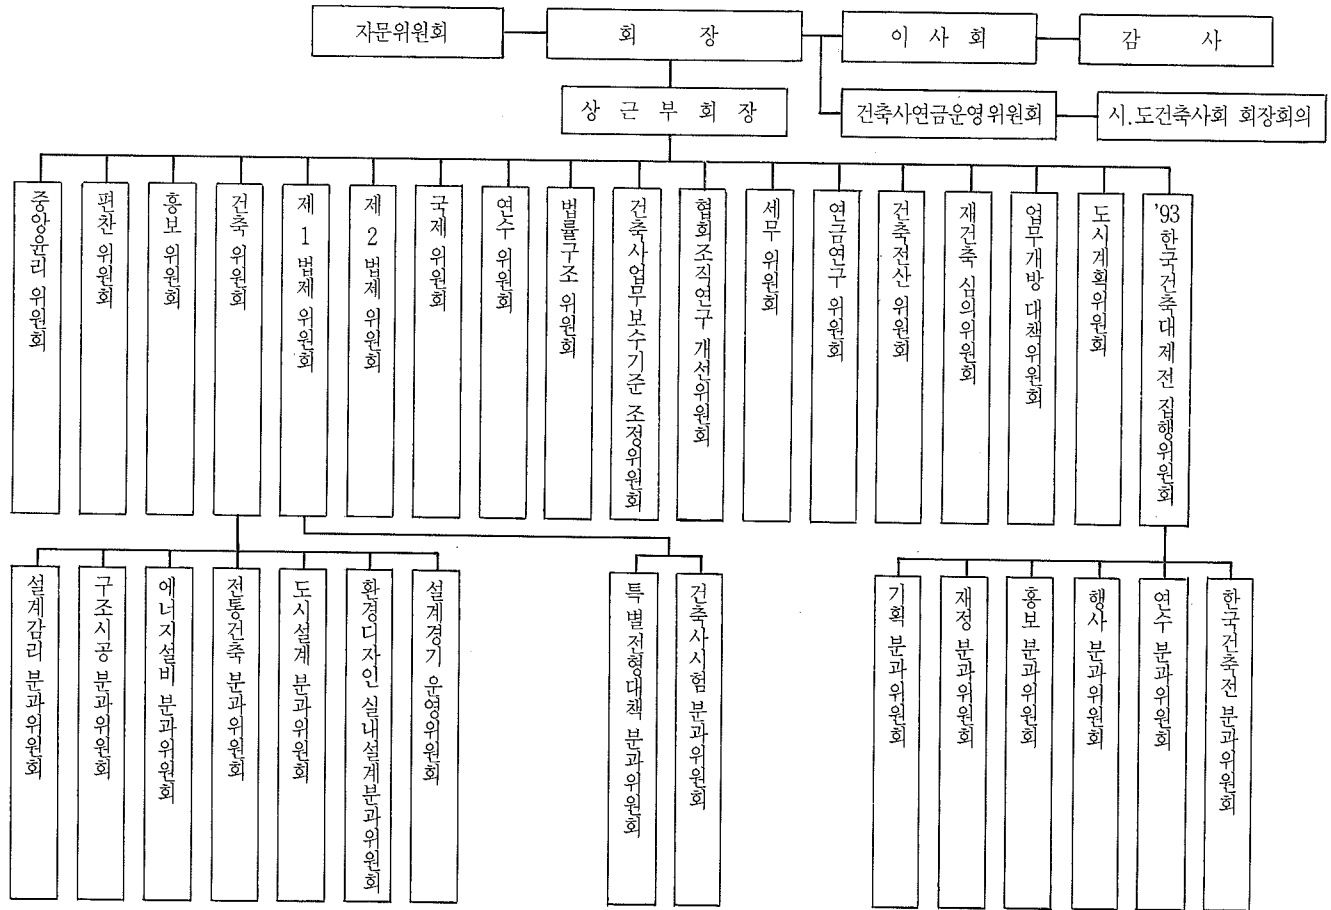 자문위원회
회 장
이 사 회
감 사
상 근 부 회 장
건축사연금운영위원회
시.도건축사회 회장회의
중앙윤리 위원회
편찬 위원회
홍보 위원회
건축 위원회
제 1 법제 위원회
제 2 법제 위원회
국제 위원회
연수 위원회
법률구조 위원회
건축사업무보수기준 조정위원회
협회조직연구 개선위원회
세무 위원회
연금연구 위원회
건축전산 위원회
재건축 심의위원회
업무개방 대책위원회
도시계획위원회
'93 한국건축대제전 집행위원회
설계감리 분과위원회
구조시공 분과위원회
에너지설비 분과위원회
전통건축 분과위원회
도시설계 분과위원회
환경디자인 실내설계분과위원회
설계경기 운영위원회
특별전형대책 분과위원회
건축사시험 분과위원회
기획 분과위원회
재정 분과위원회
홍보 분과위원회
행사 분과위원회
연수 분과위원회
한국건축전 분과위원회